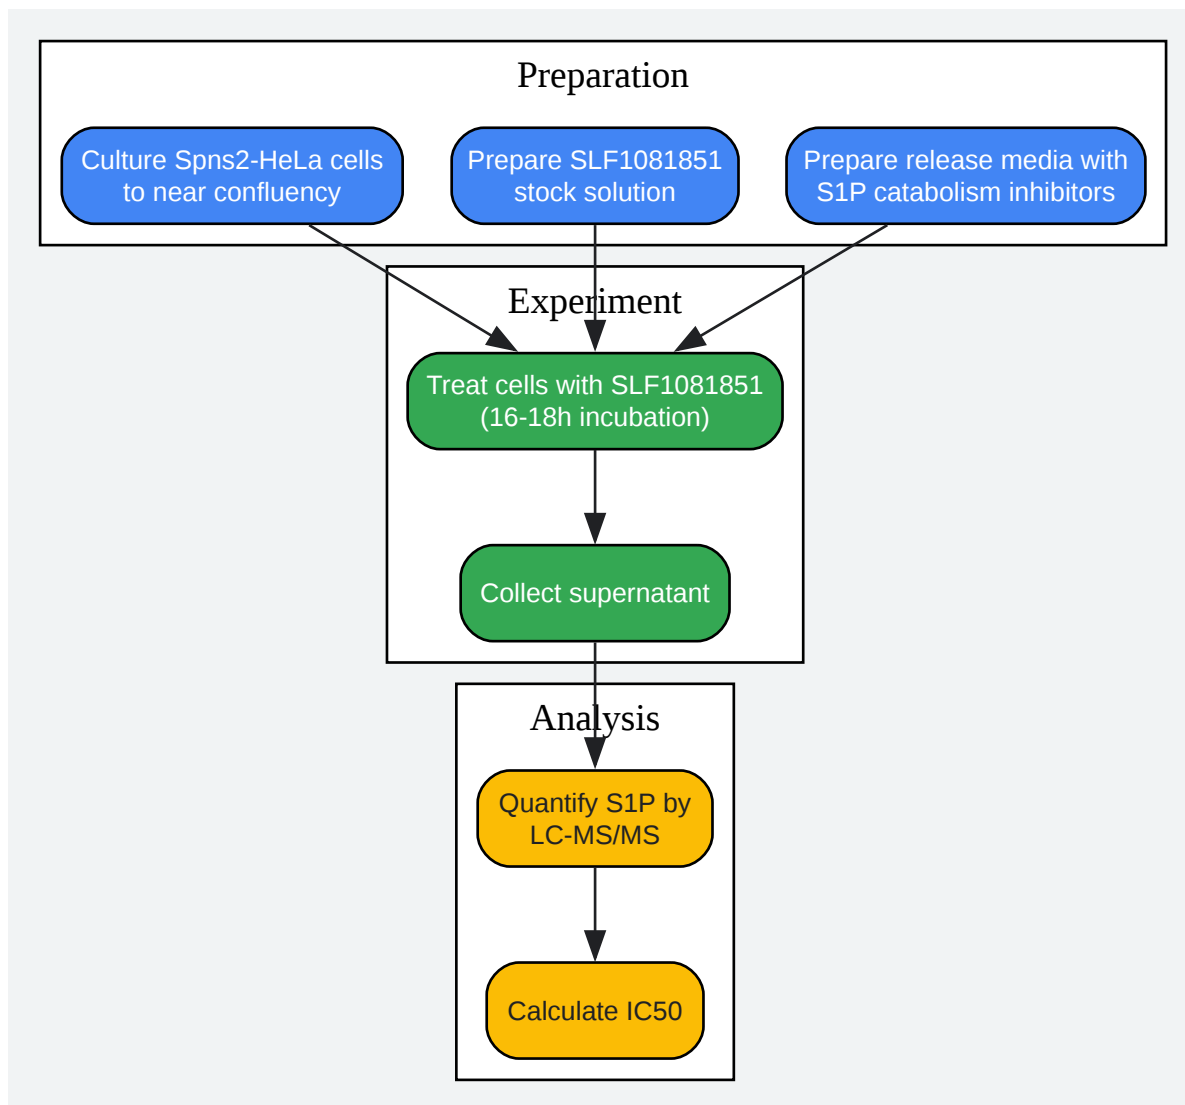 Preparation
Culture Spns2-HeLa cells
to near confluency
Prepare SLF1081851
stock solution
Prepare release media with
S1P catabolism inhibitors
Experiment
Treat cells with SLF1081851
(16-18h incubation)
Collect supernatant
Analysis
Quantify S1P by
LC-MS/MS
Calculate IC50